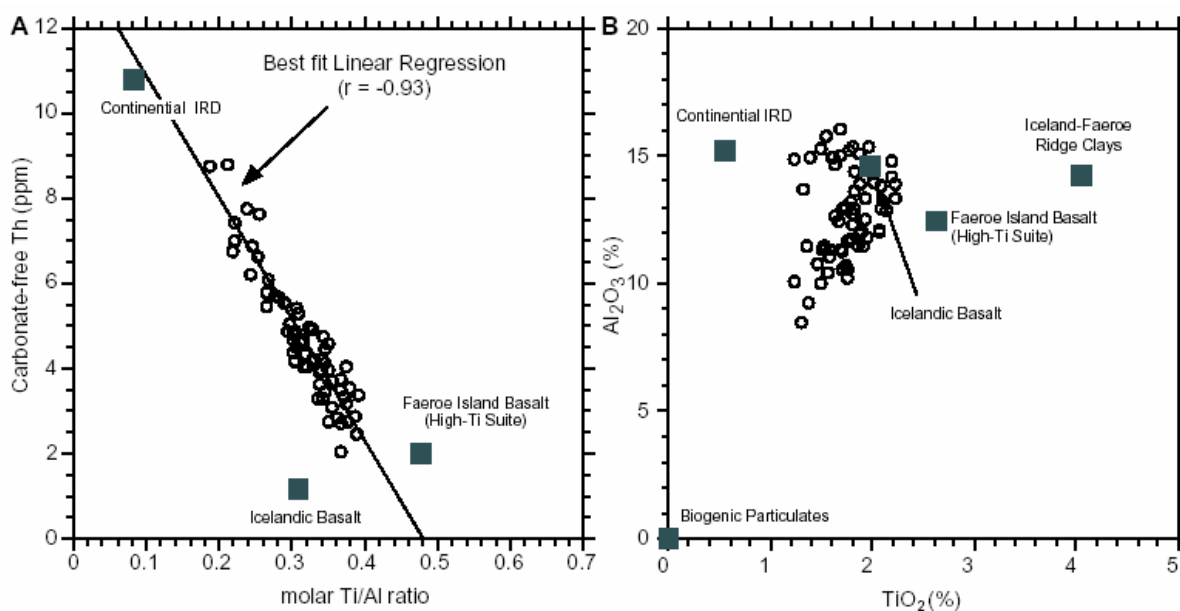 A
12
10
8
6
4
2
0
Carbonate-free Th (ppm)
Best fit Linear Regression
(r = -0.93)
Continential IRD
Faeroe Island Basalt
(High-Ti Suite)
Icelandic Basalt
0
0.1
0.2
0.3
0.4
0.5
0.6
0.7
molar Ti/Al ratio
B
20
15
10
5
0
Al2O3 (%)
Continental IRD
Iceland-Faeroe
Ridge Clays
Faeroe Island Basalt
(High-Ti Suite)
Icelandic Basalt
Biogenic Particulates
0
1
2
3
4
5
TiO2(%)